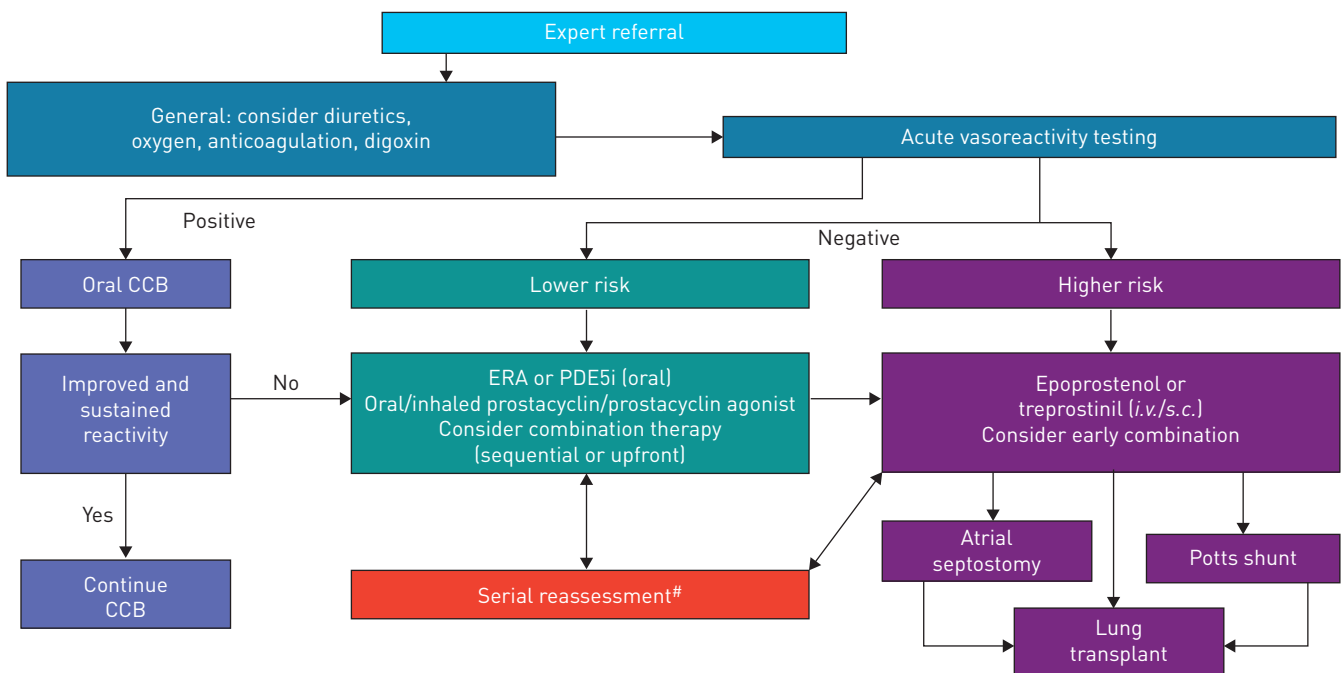 Expert referral
General: consider diuretics,
oxygen, anticoagulation, digoxin
Acute vasoreactivity testing
Positive
Negative
Oral CCB
Lower risk
Higher risk
Improved and
sustained
reactivity
No
ERA or PDE5i (oral)
Oral/inhaled prostacyclin/prostacyclin agonist
Consider combination therapy
(sequential or upfront)
Epoprostenol or
treprostinil (i.v./s.c.)
Consider early combination
Yes
Atrial
septostomy
Potts shunt
Continue
CCB
Serial reassessment#
Lung
transplant